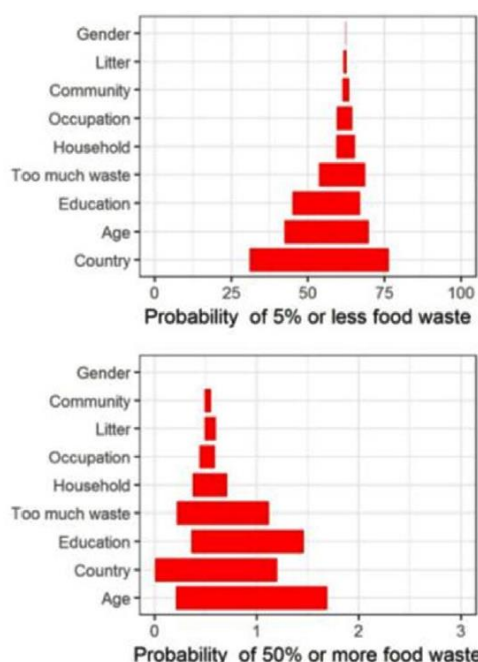 Gender
Litter
Community
Occupation
Household
Too much waste
Education
Age
Country
0 25 50 75 100
Probability of 5% or less food waste
Gender
Community
Litter
Occupation
Household
Too much waste
Education
Country
Age
0 1 2 3
Probability of 50% or more food waste